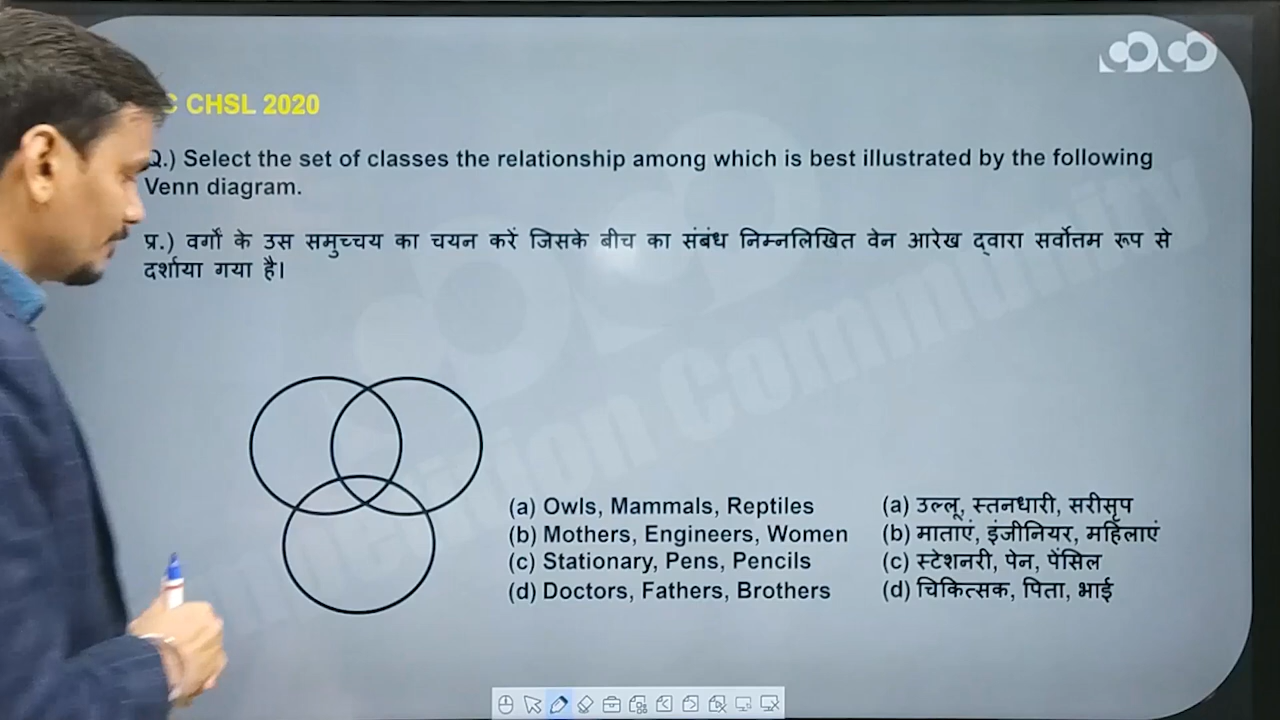 CHSL 2020
Q.) Select the set of classes the relationship among which is best illustrated by the following
Venn diagram.
प्र.) वर्गों के उस समुच्चय का चयन करें जिसके बीच का संबंध निम्नलिखित वेन आरेख द्वारा सर्वोत्तम रूप से
दर्शाया गया है।
(a) Owls, Mammals, Reptiles
(b) Mothers, Engineers, Women
(c) Stationary, Pens, Pencils
(d) Doctors, Fathers, Brothers
(a) उल्लू, स्तनधारी, सरीसृप
(b) माताएं, इंजीनियर, महिलाएं
(c) स्टेशनरी, पेन, पेंसिल
(d) चिकित्सक, पिता, भाई
Community